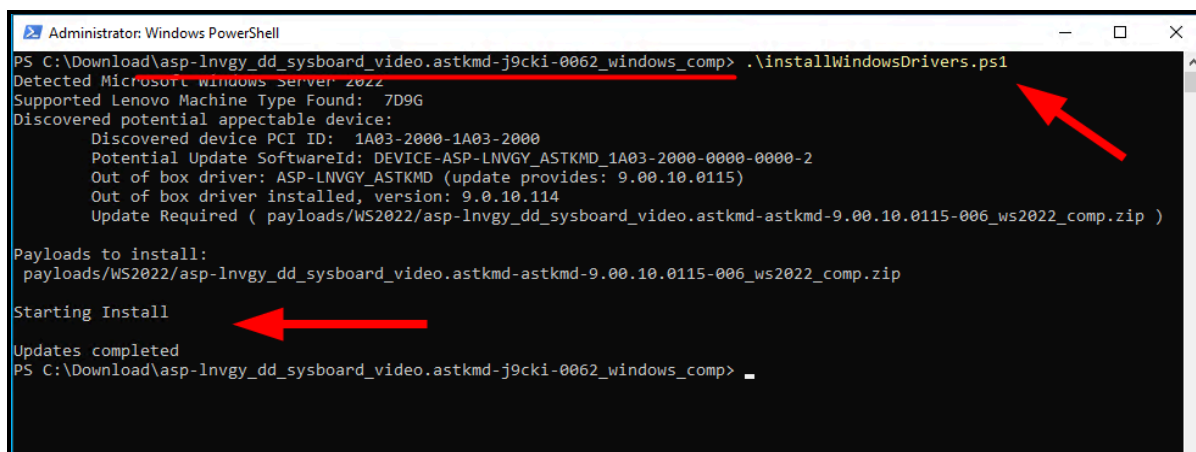 Administrator: Windows PowerShell
PS C:\Download\asp-lnvgy_dd_sysboard_video.astkmd-j9cki-0062_windows_comp> .\installWindowsDrivers.ps1
Detected Microsoft Windows Server 2022
Supported Lenovo Machine Type Found:  7D9G
Discovered potential appectable device:
        Discovered device PCI ID:  1A03-2000-1A03-2000
        Potential Update SoftwareId: DEVICE-ASP-LNVGY_ASTKMD_1A03-2000-0000-0000-2
        Out of box driver: ASP-LNVGY_ASTKMD (update provides: 9.00.10.0115)
        Out of box driver installed, version: 9.0.10.114
        Update Required ( payloads/WS2022/asp-lnvgy_dd_sysboard_video.astkmd-astkmd-9.00.10.0115-006_ws2022_comp.zip )
Payloads to install:
 payloads/WS2022/asp-lnvgy_dd_sysboard_video.astkmd-astkmd-9.00.10.0115-006_ws2022_comp.zip
Starting Install
Updates completed
PS C:\Download\asp-lnvgy_dd_sysboard_video.astkmd-j9cki-0062_windows_comp> _